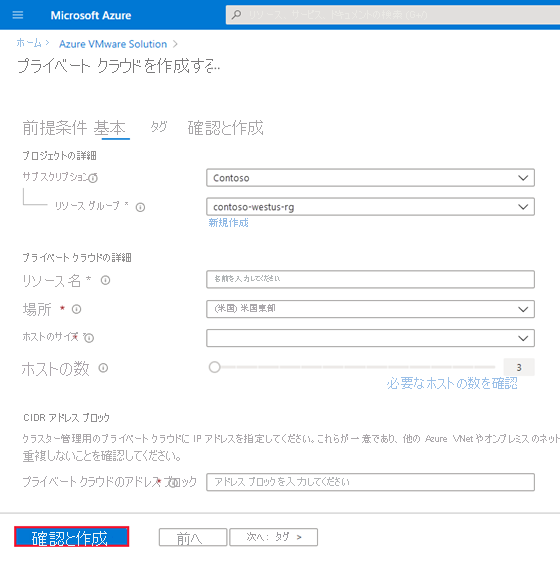 Microsoft Azure
リソース、サービス、ドキュメントの検索 (G+/)
ホーム > Azure VMware Solution >
プライベート クラウドを作成する..
前提条件 基本 タグ 確認と作成
プロジェクトの詳細
サブスクリプション Contoso
リソース グループ * contoso-westus-rg
新規作成
プライベート クラウドの詳細
リソース名 * 名前を入力してください
場所 * (米国) 米国東部
ホストのサイズ *
ホストの数 3
必要なホストの数を確認
CIDR アドレス ブロック
クラスター管理用のプライベート クラウドに IP アドレスを指定してください。これらが一意であり、他の Azure VNet やオンプレミスのネット
重複しないことを確認してください。
プライベート クラウドのアドレス ブロック * アドレス ブロックを入力してください
確認と作成 前へ 次へ: タグ >